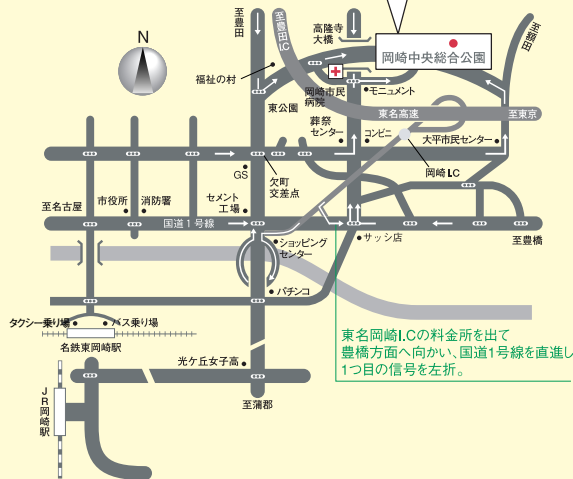 N
至豊田
至豊田I.C
高隆寺
大橋
岡崎中央総合公園
至豊田
福祉の村
東公園
岡崎市民
病院
モニュメント
東名高速
至東京
葬祭
センター
コンビニ
大平市民センター
岡崎I.C
GS
欠町
交差点
至名古屋
市役所
消防署
セメント
工場
国道1号線
サッシ店
至豊橋
ショッピング
センター
パチンコ
タクシー乗り場
バス乗り場
名鉄東岡崎駅
東名岡崎I.Cの料金所を出て
豊橋方面へ向かい、国道1号線を直進し
1つ目の信号を左折。
光ケ丘女子高
至蒲郡
JR岡崎駅